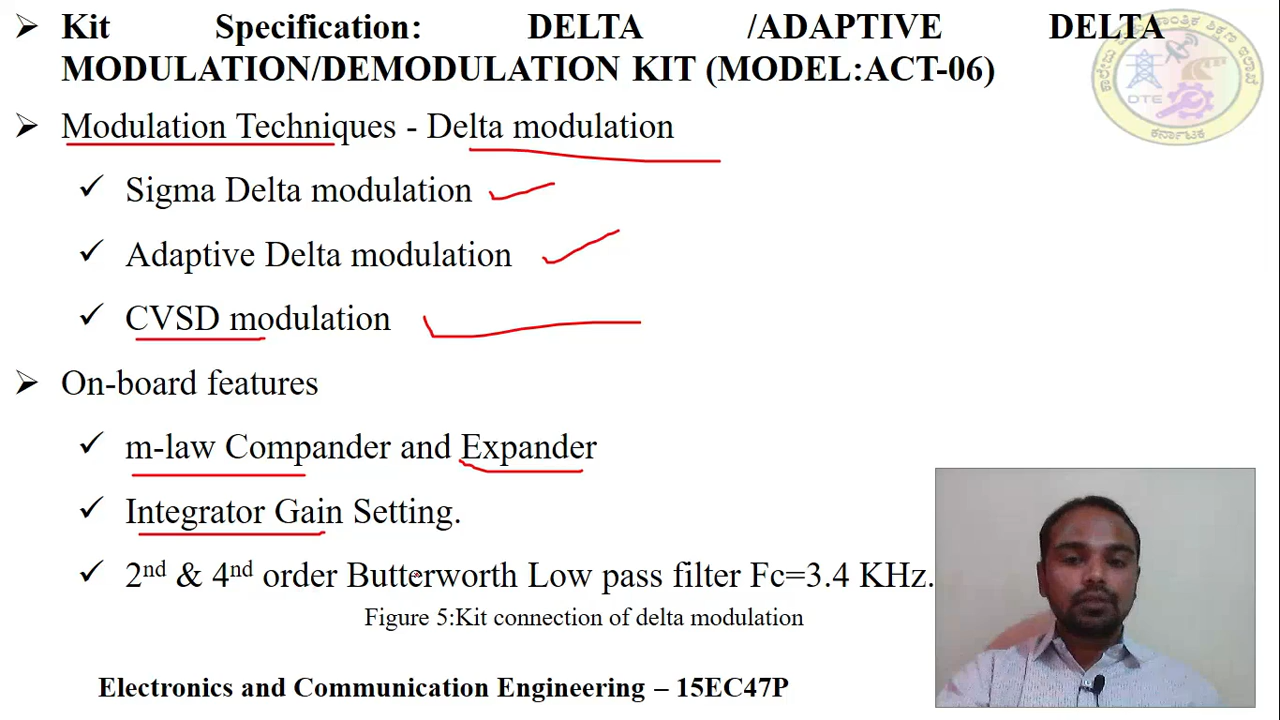 Kit Specification: DELTA /ADAPTIVE DELTA
MODULATION/DEMODULATION KIT (MODEL:ACT-06)
Modulation Techniques - Delta modulation
Sigma Delta modulation
Adaptive Delta modulation
CVSD modulation
On-board features
m-law Compander and Expander
Integrator Gain Setting.
2nd & 4nd order Butterworth Low pass filter Fc=3.4 KHz.
Figure 5:Kit connection of delta modulation
Electronics and Communication Engineering – 15EC47P
DTE
ಕರ್ನಾಟಕ